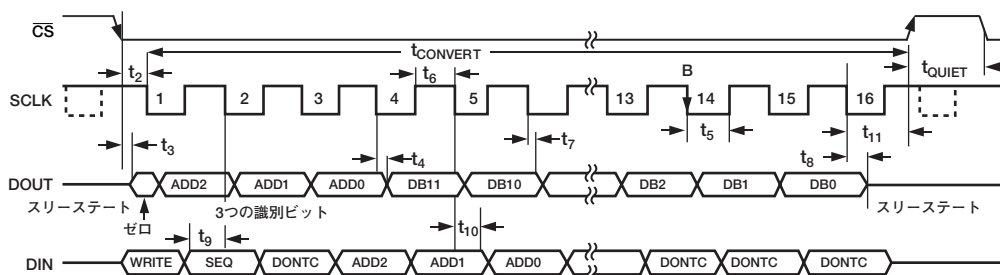 CS
tCONVERT
t2
t6
B
tQUIET
SCLK
1 2 3 4 5 13 14 15 16
t5
t11
t3
t4
t7
t8
DOUT
ADD2 ADD1 ADD0 DB11 DB10 DB2 DB1 DB0
スリーステート
3つの識別ビット
スリーステート
ゼロ
t9
t10
DIN
WRITE SEQ DONTC ADD2 ADD1 ADD0 DONTC DONTC DONTC